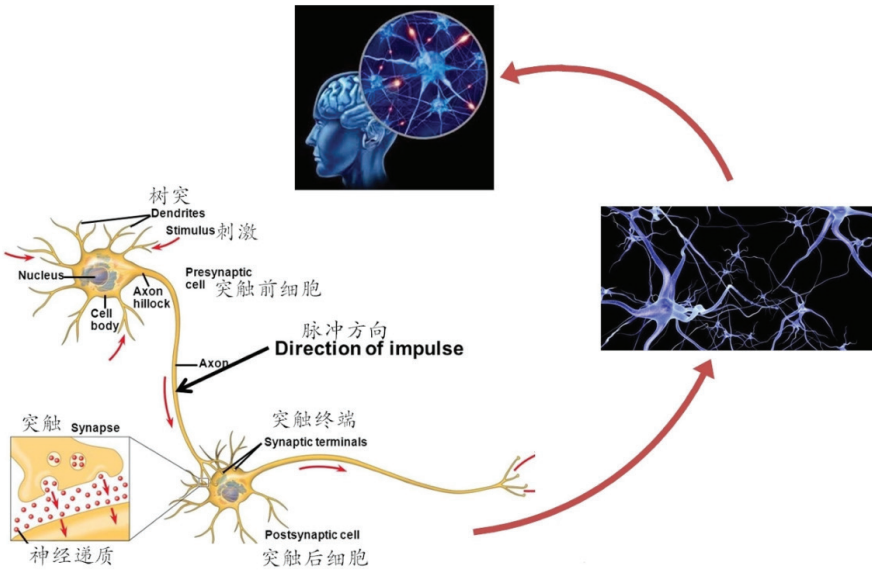 树突
Dendrites
Stimulus刺激
Nucleus
Presynaptic
cell
突触前细胞
Axon
hillock
Cell
body
脉冲方向
Direction of impulse
Axon
突触
Synapse
突触终端
Synaptic terminals
神经递质
Postsynaptic cell
突触后细胞